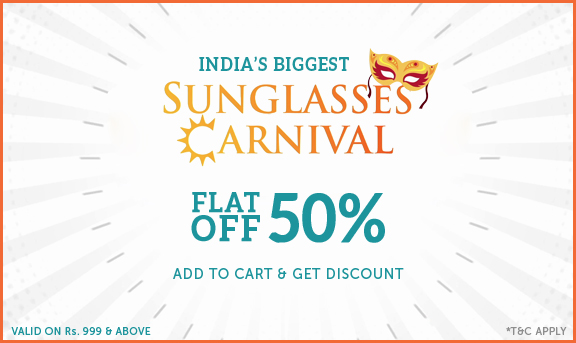 INDIA'S BIGGEST
SUNGLASSES
CARNIVAL
FLAT
OFF 50%
ADD TO CART & GET DISCOUNT
VALID ON Rs. 999 & ABOVE
*T&C APPLY